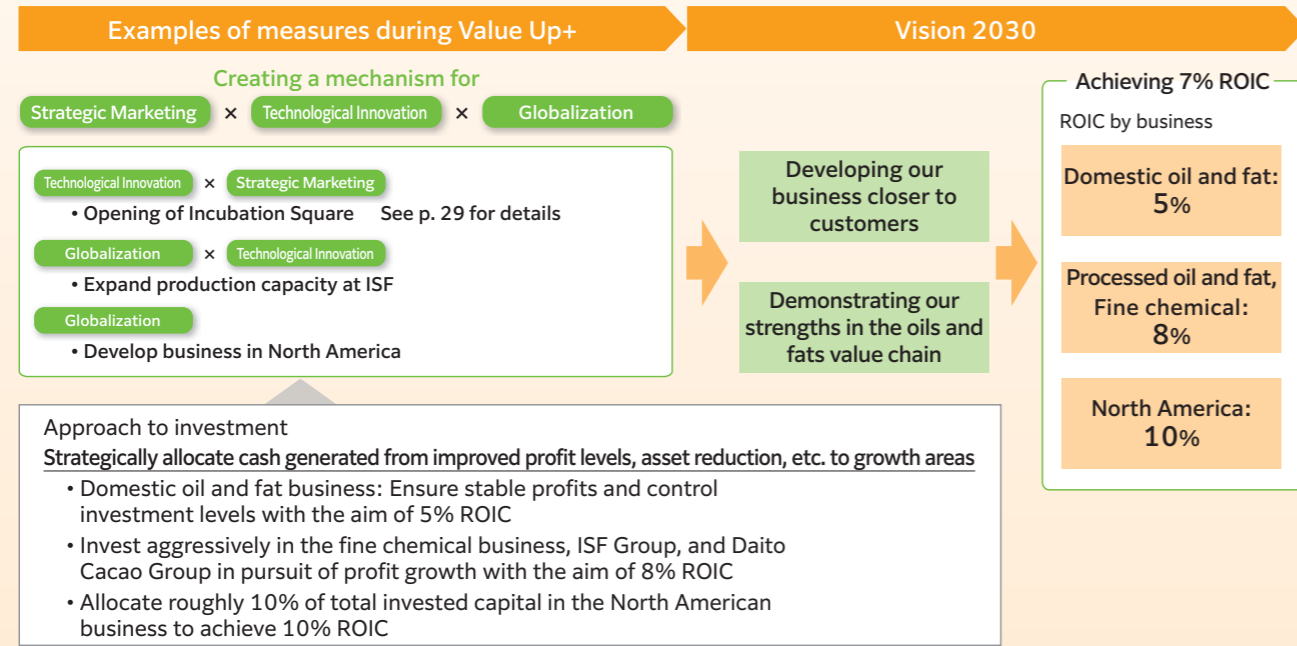 Examples of measures during Value Up+
Vision 2030
Creating a mechanism for
Strategic Marketing × Technological Innovation × Globalization
Technological Innovation × Strategic Marketing
• Opening of Incubation Square See p. 29 for details
Globalization × Technological Innovation
• Expand production capacity at ISF
Globalization
• Develop business in North America
Approach to investment
Strategically allocate cash generated from improved profit levels, asset reduction, etc. to growth areas
• Domestic oil and fat business: Ensure stable profits and control
investment levels with the aim of 5% ROIC
• Invest aggressively in the fine chemical business, ISF Group, and Daito
Cacao Group in pursuit of profit growth with the aim of 8% ROIC
• Allocate roughly 10% of total invested capital in the North American
business to achieve 10% ROIC
Developing our
business closer to
customers
Demonstrating our
strengths in the oils and
fats value chain
Achieving 7% ROIC
ROIC by business
Domestic oil and fat:
5%
Processed oil and fat,
Fine chemical:
8%
North America:
10%